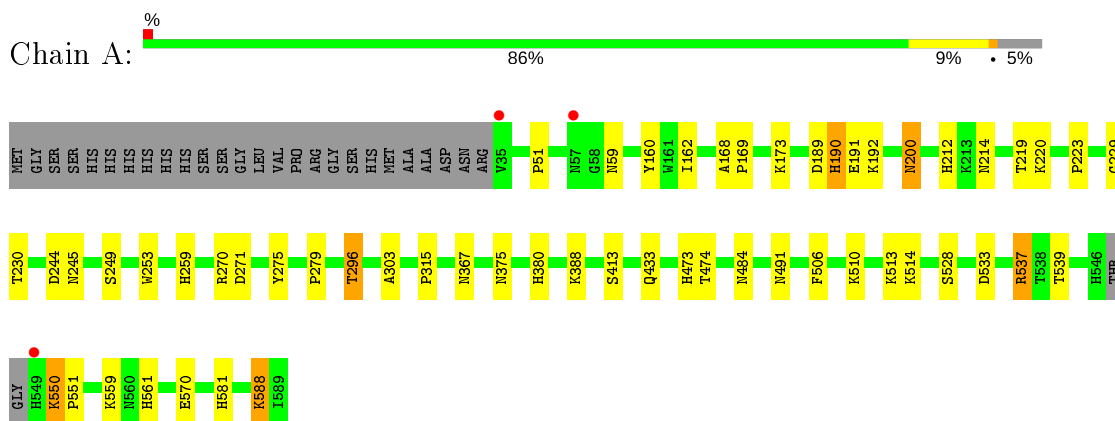 %
Chain A:
86% 9% • 5%
MET GLY SER SER HIS HIS HIS HIS HIS HIS SER SER GLY LEU VAL PRO ARG GLY SER HIS MET ALA ALA ASP ASN ARG V35 P51 N57 G58 N59 Y160 W161 I162 A168 P169 K173 D189 H190 E191 K192 N200 H212 K213 N214 T219 K220 P223 G229
T230 D244 N245 S249 W253 H259 R270 D271 Y275 P279 T296 A303 P315 N367 N375 H380 K388 S413 Q433 H473 T474 N484 N491 F506 K510 K513 K514 S528 D533 R537 T538 T539 H546 THR
GLY H549 K550 P551 K559 N560 H561 E570 H581 K588 I589